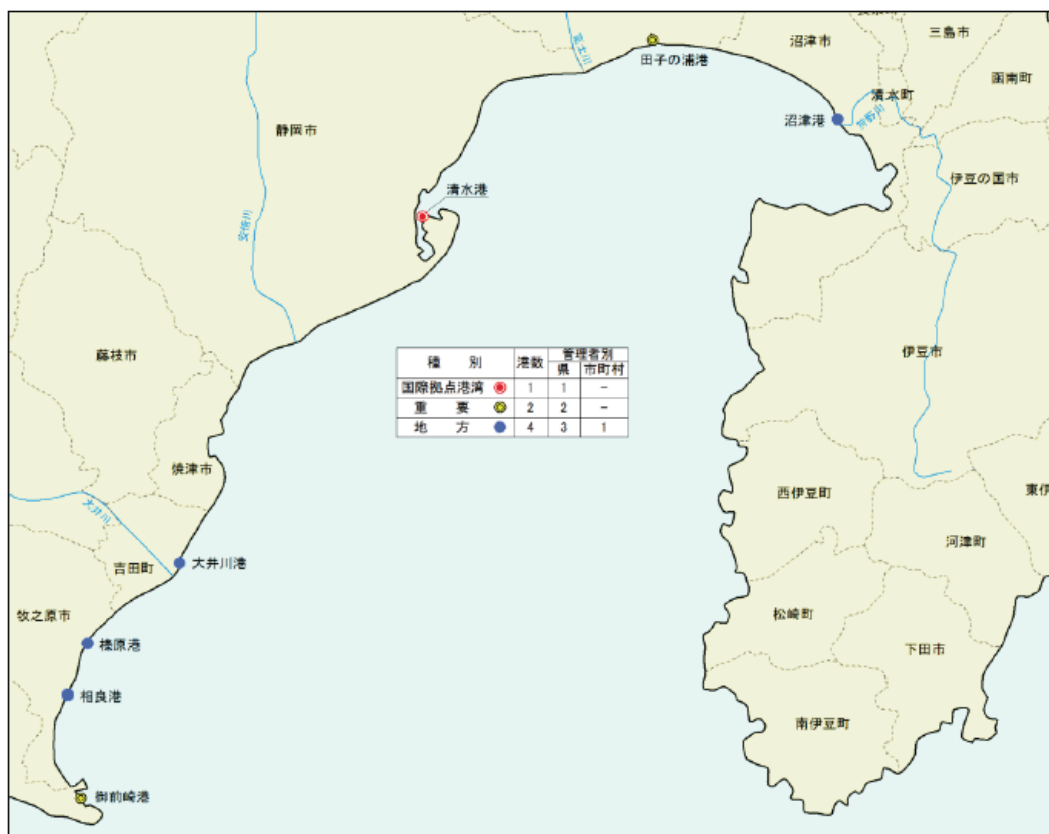 沼津市
三島市
函南町
田子の浦港
富士川
清水町
沼津港
狩野川
静岡市
伊豆の国市
清水港
安倍川
種 別 港数 管理者別
県 市町村
国際拠点港湾 1 1 －
重 要 2 2 －
地 方 4 3 1
伊豆市
藤枝市
焼津市
西伊豆町
東伊
大井川
河津町
吉田町
大井川港
牧之原市
松崎町
榛原港
下田市
相良港
南伊豆町
御前崎港